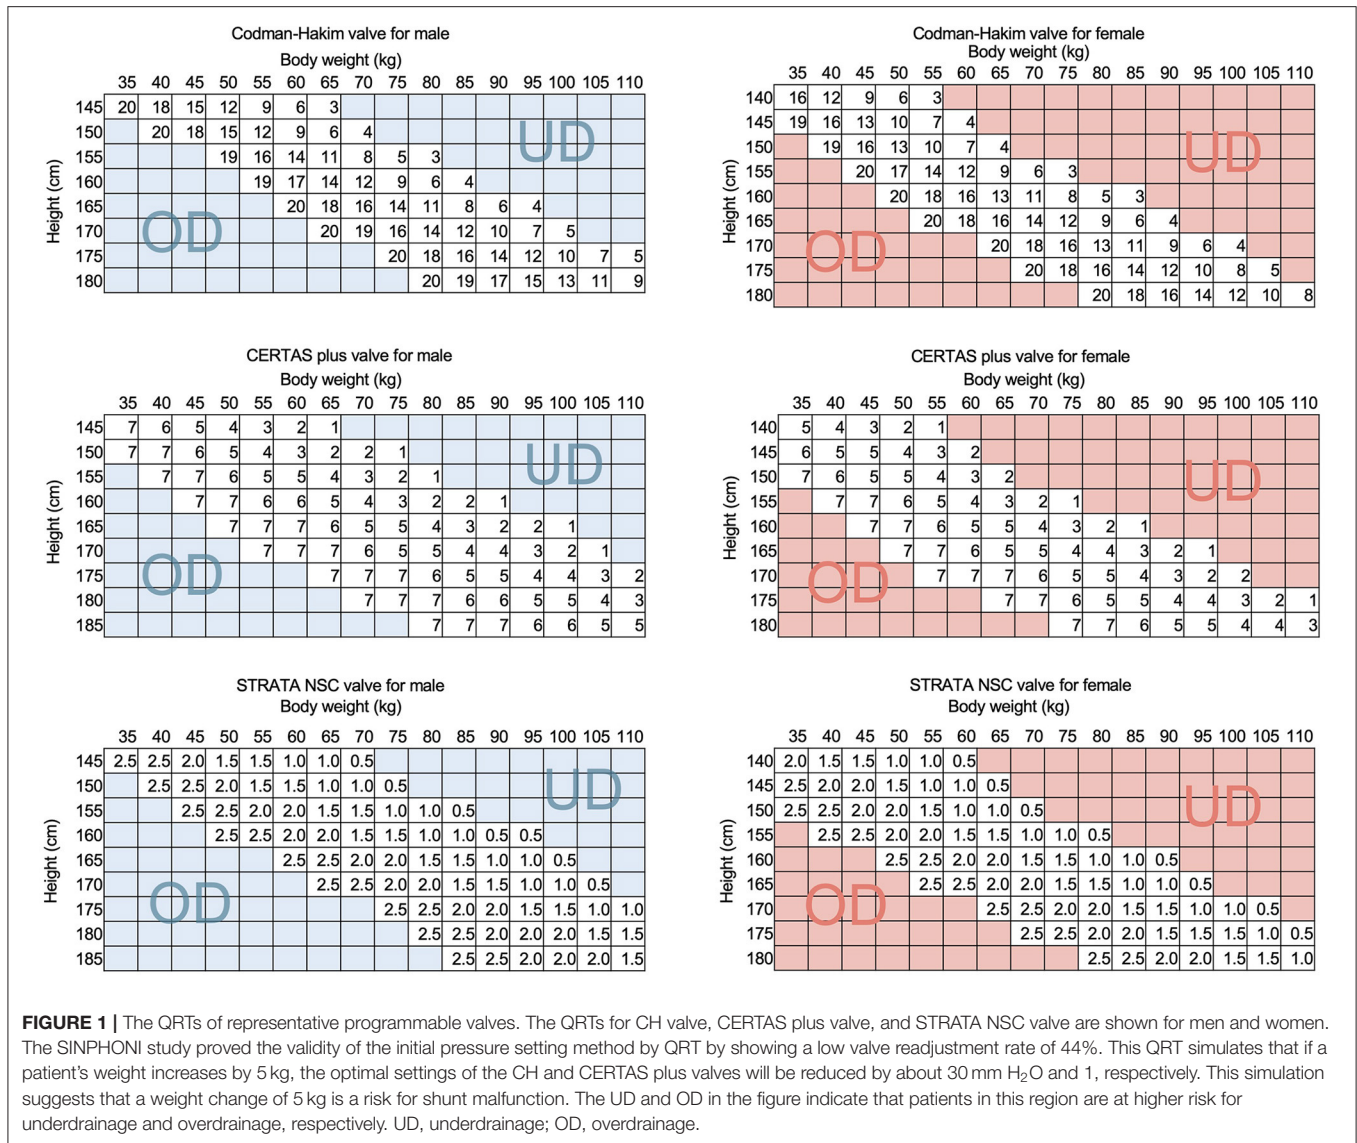 Codman-Hakim valve for male
Body weight (kg)
35 40 45 50 55 60 65 70 75 80 85 90 95 100 105 110
Height (cm)
145 20 18 15 12 9 6 3
150 20 18 15 12 9 6 4
155 19 16 14 11 8 5 3
160 19 17 14 12 9 6 4
165 20 18 16 14 11 8 6 4
170 20 19 16 14 12 10 7 5
175 20 18 16 14 12 10 7 5
180 20 19 17 15 13 11 9
UD
OD
Codman-Hakim valve for female
Body weight (kg)
35 40 45 50 55 60 65 70 75 80 85 90 95 100 105 110
Height (cm)
140 16 12 9 6 3
145 19 16 13 10 7 4
150 19 16 13 10 7 4
155 20 17 14 12 9 6 3
160 20 18 16 13 11 8 5 3
165 20 18 16 14 12 9 6 4
170 20 18 16 13 11 9 6 4
175 20 18 16 14 12 10 8 5
180 20 18 16 14 12 10 8
UD
OD
CERTAS plus valve for male
Body weight (kg)
35 40 45 50 55 60 65 70 75 80 85 90 95 100 105 110
Height (cm)
145 7 6 5 4 3 2 1
150 7 7 6 5 4 3 2 2 1
155 7 7 6 5 5 4 3 2 1
160 7 7 6 6 5 4 3 2 2 1
165 7 7 7 6 5 5 4 3 2 2 1
170 7 7 7 6 5 5 4 4 3 2 1
175 7 7 7 6 5 5 4 4 3 2
180 7 7 7 6 6 5 5 4 3
185 7 7 7 6 6 5 5
UD
OD
CERTAS plus valve for female
Body weight (kg)
35 40 45 50 55 60 65 70 75 80 85 90 95 100 105 110
Height (cm)
140 5 4 3 2 1
145 6 5 5 4 3 2
150 7 6 5 5 4 3 2
155 7 7 6 5 4 3 2 1
160 7 7 6 5 5 4 3 2 1
165 7 7 6 5 5 4 4 3 2 1
170 7 7 7 6 5 5 4 3 2 2
175 7 7 6 5 5 4 4 3 2 1
180 7 7 6 5 5 4 4 3
UD
OD
STRATA NSC valve for male
Body weight (kg)
35 40 45 50 55 60 65 70 75 80 85 90 95 100 105 110
Height (cm)
145 2.5 2.5 2.0 1.5 1.5 1.0 1.0 0.5
150 2.5 2.5 2.0 1.5 1.5 1.0 1.0 0.5
155 2.5 2.5 2.0 2.0 1.5 1.5 1.0 1.0 0.5
160 2.5 2.5 2.0 2.0 1.5 1.5 1.0 1.0 0.5 0.5
165 2.5 2.5 2.0 2.0 1.5 1.5 1.0 1.0 0.5
170 2.5 2.5 2.0 2.0 1.5 1.5 1.0 1.0 0.5
175 2.5 2.5 2.0 2.0 1.5 1.5 1.0 1.0
180 2.5 2.5 2.0 2.0 2.0 1.5 1.5
185 2.5 2.5 2.0 2.0 2.0 1.5
UD
OD
STRATA NSC valve for female
Body weight (kg)
35 40 45 50 55 60 65 70 75 80 85 90 95 100 105 110
Height (cm)
140 2.0 1.5 1.5 1.0 1.0 0.5
145 2.5 2.0 2.0 1.5 1.0 1.0 0.5
150 2.5 2.5 2.0 2.0 1.5 1.0 1.0 0.5
155 2.5 2.5 2.0 2.0 1.5 1.5 1.0 1.0 0.5
160 2.5 2.5 2.0 2.0 1.5 1.5 1.0 1.0 0.5
165 2.5 2.5 2.0 2.0 1.5 1.5 1.0 1.0 0.5
170 2.5 2.5 2.0 2.0 1.5 1.5 1.0 1.0 0.5
175 2.5 2.5 2.0 2.0 1.5 1.5 1.5 1.0 0.5
180 2.5 2.5 2.0 2.0 1.5 1.5 1.0
UD
OD
FIGURE 1 | The QRTs of representative programmable valves. The QRTs for CH valve, CERTAS plus valve, and STRATA NSC valve are shown for men and women.
The SINPHONI study proved the validity of the initial pressure setting method by QRT by showing a low valve readjustment rate of 44%. This QRT simulates that if a
patient's weight increases by 5 kg, the optimal settings of the CH and CERTAS plus valves will be reduced by about 30 mm H₂O and 1, respectively. This simulation
suggests that a weight change of 5 kg is a risk for shunt malfunction. The UD and OD in the figure indicate that patients in this region are at higher risk for
underdrainage and overdrainage, respectively. UD, underdrainage; OD, overdrainage.